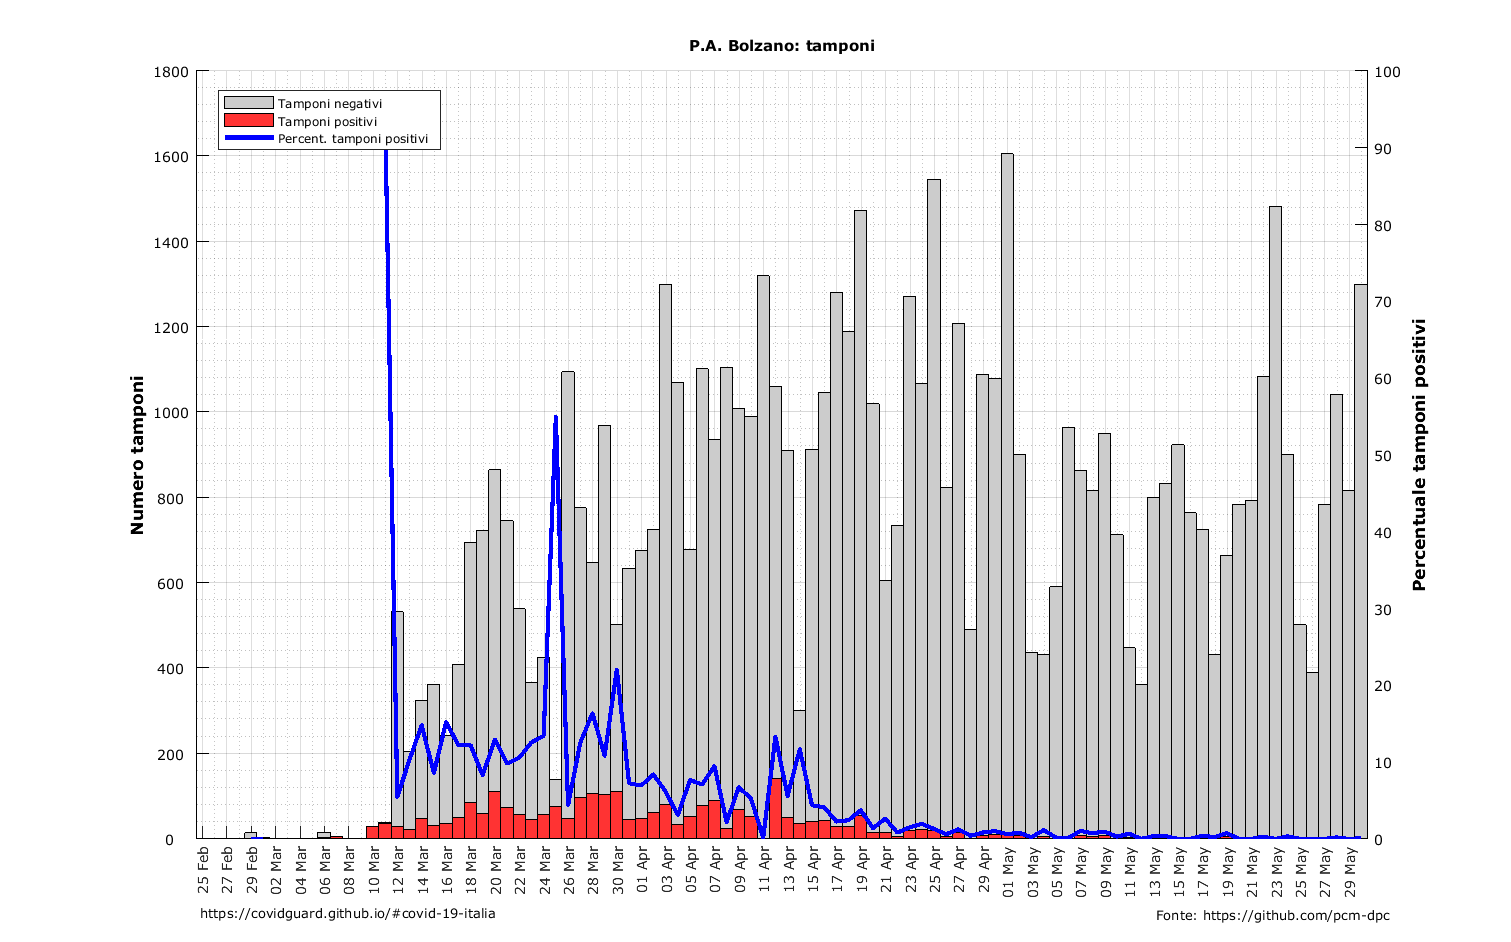 P.A. Bolzano: tamponi
Tamponi negativi
Tamponi positivi
Percent. tamponi positivi
Numero tamponi
1800
1600
1400
1200
1000
800
600
400
200
0
Percentuale tamponi positivi
100
90
80
70
60
50
40
30
20
10
0
25 Feb
27 Feb
29 Feb
02 Mar
04 Mar
06 Mar
08 Mar
10 Mar
12 Mar
14 Mar
16 Mar
18 Mar
20 Mar
22 Mar
24 Mar
26 Mar
28 Mar
30 Mar
01 Apr
03 Apr
05 Apr
07 Apr
09 Apr
11 Apr
13 Apr
15 Apr
17 Apr
19 Apr
21 Apr
23 Apr
25 Apr
27 Apr
29 Apr
01 May
03 May
05 May
07 May
09 May
11 May
13 May
15 May
17 May
19 May
21 May
23 May
25 May
27 May
29 May
https://covidguard.github.io/#covid-19-italia
Fonte: https://github.com/pcm-dpc